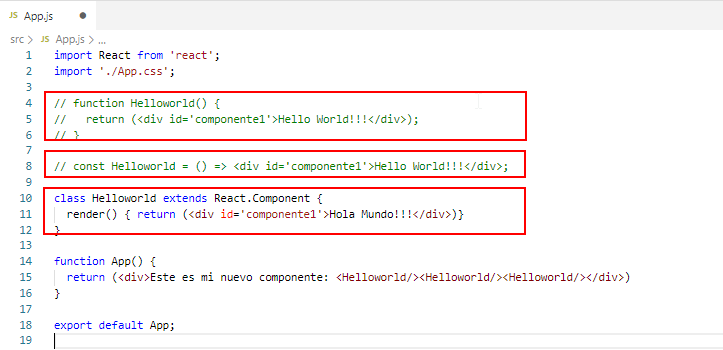 JS App.js ●
src > JS App.js > ...
1 import React from 'react';
2 import './App.css';
3
4 // function Helloworld() {
5 //   return (<div id='componente1'>Hello World!!!</div>);
6 // }
7
8 // const Helloworld = () => <div id='componente1'>Hello World!!!</div>;
9
10 class Helloworld extends React.Component {
11   render() { return (<div id='componente1'>Hola Mundo!!!</div>)}
12 }
13
14 function App() {
15   return (<div>Este es mi nuevo componente: <Helloworld/><Helloworld/><Helloworld/></div>)
16 }
17
18 export default App;
19